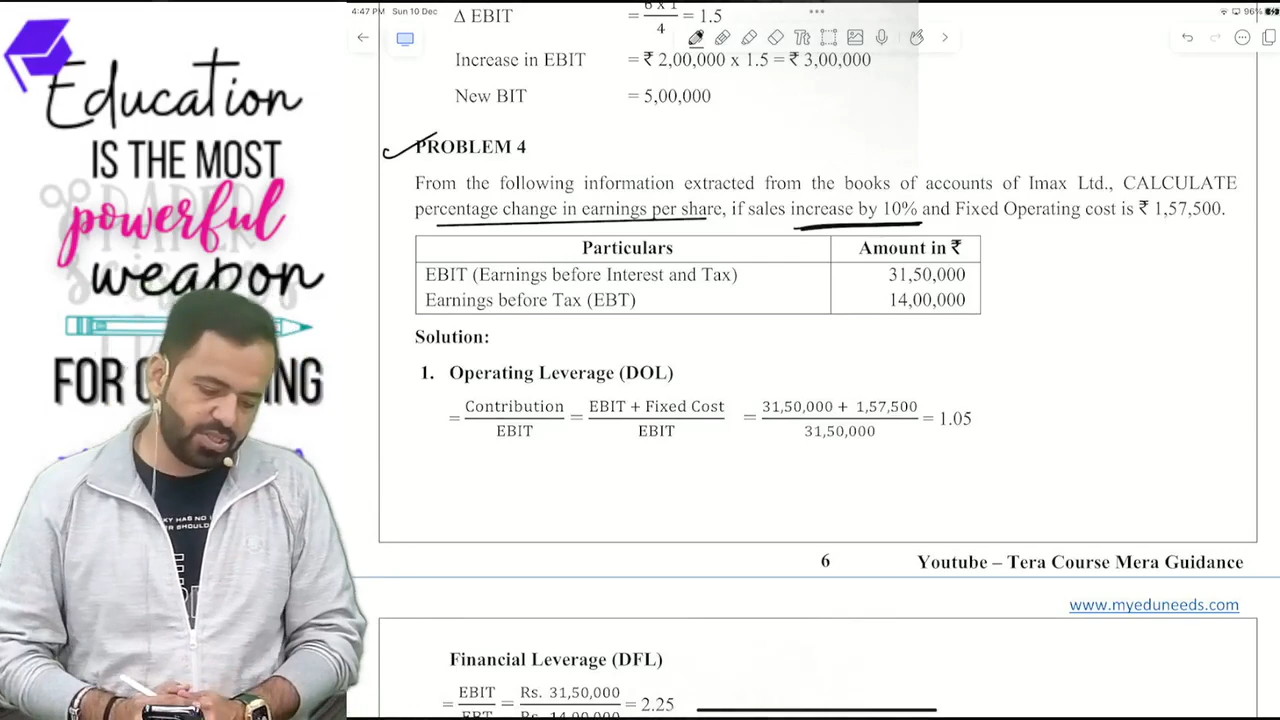 4:47 PM Sun 10 Dec
96%
Education
IS THE MOST
powerful
weapon
FOR
Δ EBIT = 6 x 1 / 4 = 1.5
Increase in EBIT = ₹ 2,00,000 x 1.5 = ₹ 3,00,000
New BIT = 5,00,000
PROBLEM 4
From the following information extracted from the books of accounts of Imax Ltd., CALCULATE
percentage change in earnings per share, if sales increase by 10% and Fixed Operating cost is ₹ 1,57,500.
Particulars Amount in ₹
EBIT (Earnings before Interest and Tax) 31,50,000
Earnings before Tax (EBT) 14,00,000
Solution:
1. Operating Leverage (DOL)
= Contribution / EBIT = EBIT + Fixed Cost / EBIT = 31,50,000 + 1,57,500 / 31,50,000 = 1.05
6 Youtube – Tera Course Mera Guidance
www.myeduneeds.com
Financial Leverage (DFL)
= EBIT / EBT = Rs. 31,50,000 / Rs. 14,00,000 = 2.25